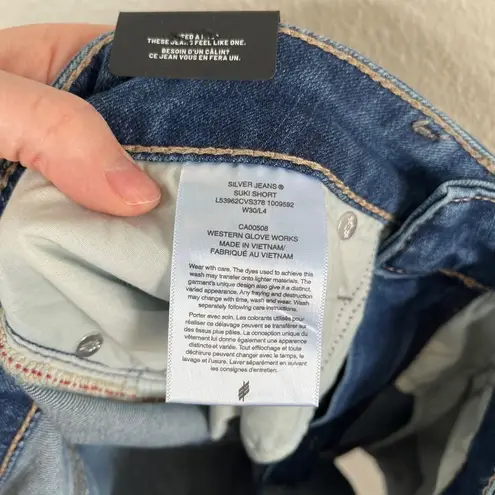 THESE JEANS FEEL LIKE ONE.
BESOIN D'UN CÂLIN?
CE JEAN VOUS EN FERA UN.
SILVER JEANS®
SUKI SHORT
L53962CVS378 1009592
W30/L4
CA00508
WESTERN GLOVE WORKS
MADE IN VIETNAM/
FABRIQUÉ AU VIETNAM
Wear with care. The dyes used to achieve this
wash may transfer onto lighter materials. The
garment's unique design also give it a distinct,
varied appearance. Any fraying and destruction
may change with time, wash and wear. Wash
separately following care instructions.
Porter avec soin. Les colorants utilisés pour
réaliser ce délavage peuvent se transférer sur
des tissus plus pâles. La conception unique du
vêtement lui donne également une apparence
distincts et variée. Tout effilochage et toute
déchirure peuvent changer avec le temps, le
lavage et l'usure. Laver séparément en suivant
les consignes d'entretien.